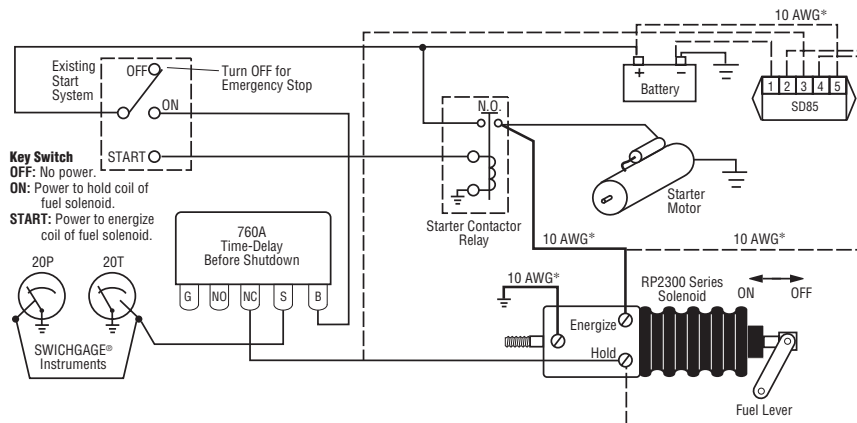 10 AWG*
Existing
Start
System
OFF
Turn OFF for
Emergency Stop
ON
START
N.O.
Starter Contactor
Relay
+
–
Battery
1 2 3 4 5
SD85
Starter
Motor
Key Switch
OFF: No power.
ON: Power to hold coil of
fuel solenoid.
START: Power to energize
coil of fuel solenoid.
760A
Time-Delay
Before Shutdown
G NO NC S B
20P
20T
SWICHGAGE®
Instruments
10 AWG*
10 AWG*
10 AWG*
RP2300 Series
Solenoid
ON
OFF
Energize
Hold
Fuel Lever